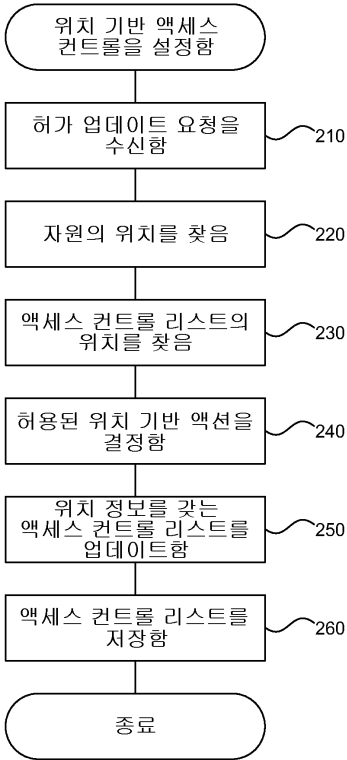 위치 기반 액세스
컨트롤을 설정함
허가 업데이트 요청을
수신함
210
자원의 위치를 찾음
220
액세스 컨트롤 리스트의
위치를 찾음
230
허용된 위치 기반 액션을
결정함
240
위치 정보를 갖는
액세스 컨트롤 리스트를
업데이트함
250
액세스 컨트롤 리스트를
저장함
260
종료